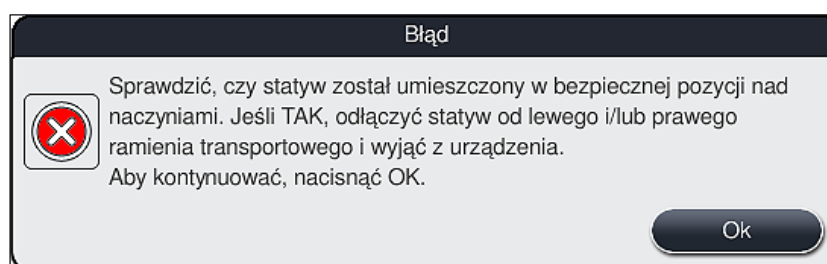 Błąd
Sprawdzić, czy statyw został umieszczony w bezpiecznej pozycji nad
naczyniami. Jeśli TAK, odłączyć statyw od lewego i/lub prawego
ramienia transportowego i wyjąć z urządzenia.
Aby kontynuować, nacisnąć OK.
Ok